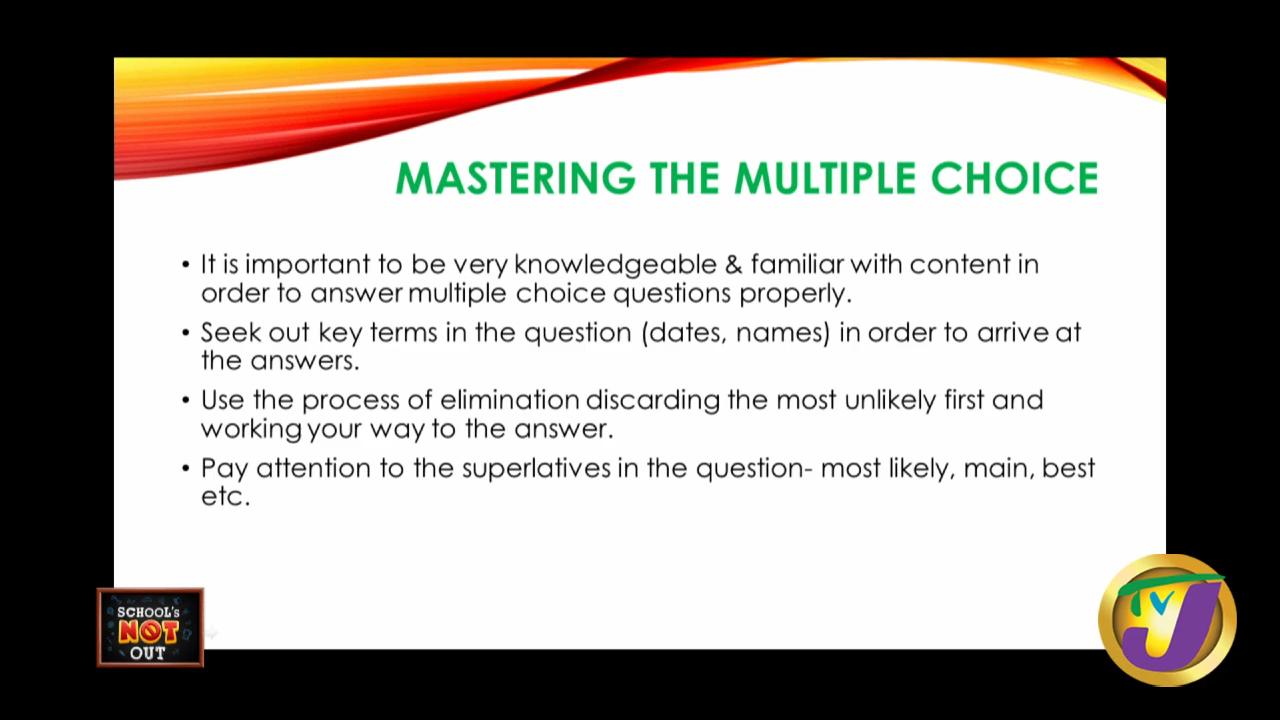 MASTERING THE MULTIPLE CHOICE
• It is important to be very knowledgeable & familiar with content in
order to answer multiple choice questions properly.
• Seek out key terms in the question (dates, names) in order to arrive at
the answers.
• Use the process of elimination discarding the most unlikely first and
working your way to the answer.
• Pay attention to the superlatives in the question- most likely, main, best
etc.
SCHOOL's
NOT
OUT
TVJ